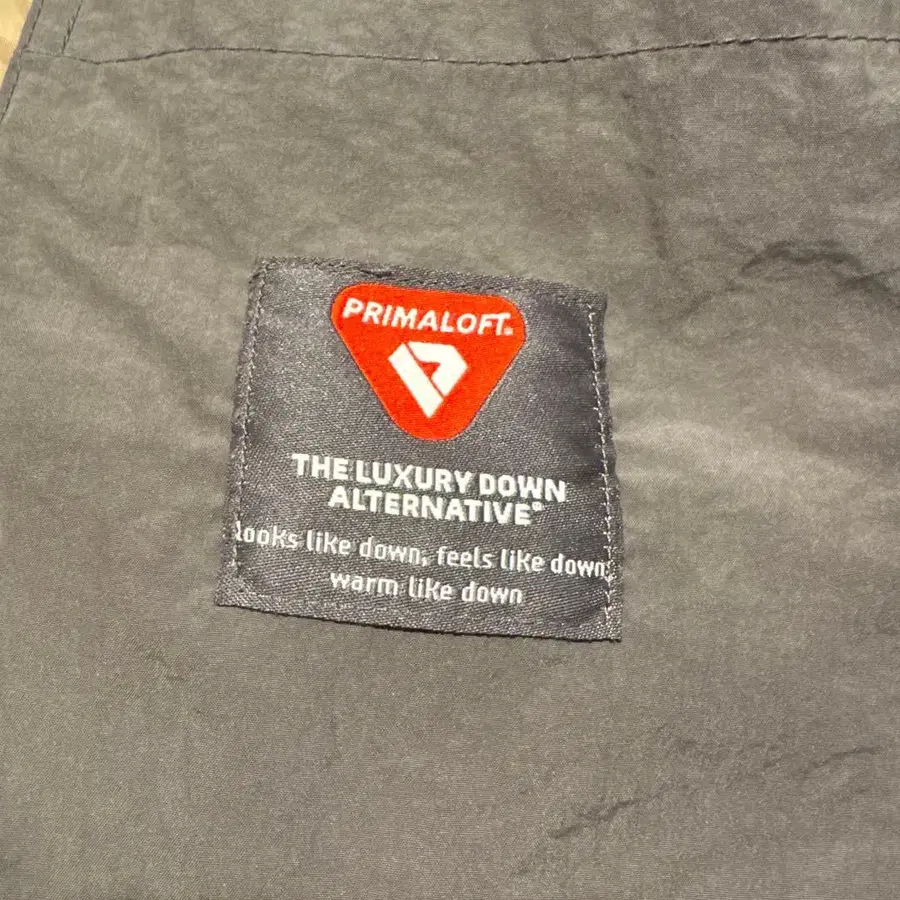 PRIMALOFT®
THE LUXURY DOWN
ALTERNATIVE®
looks like down, feels like down,
warm like down